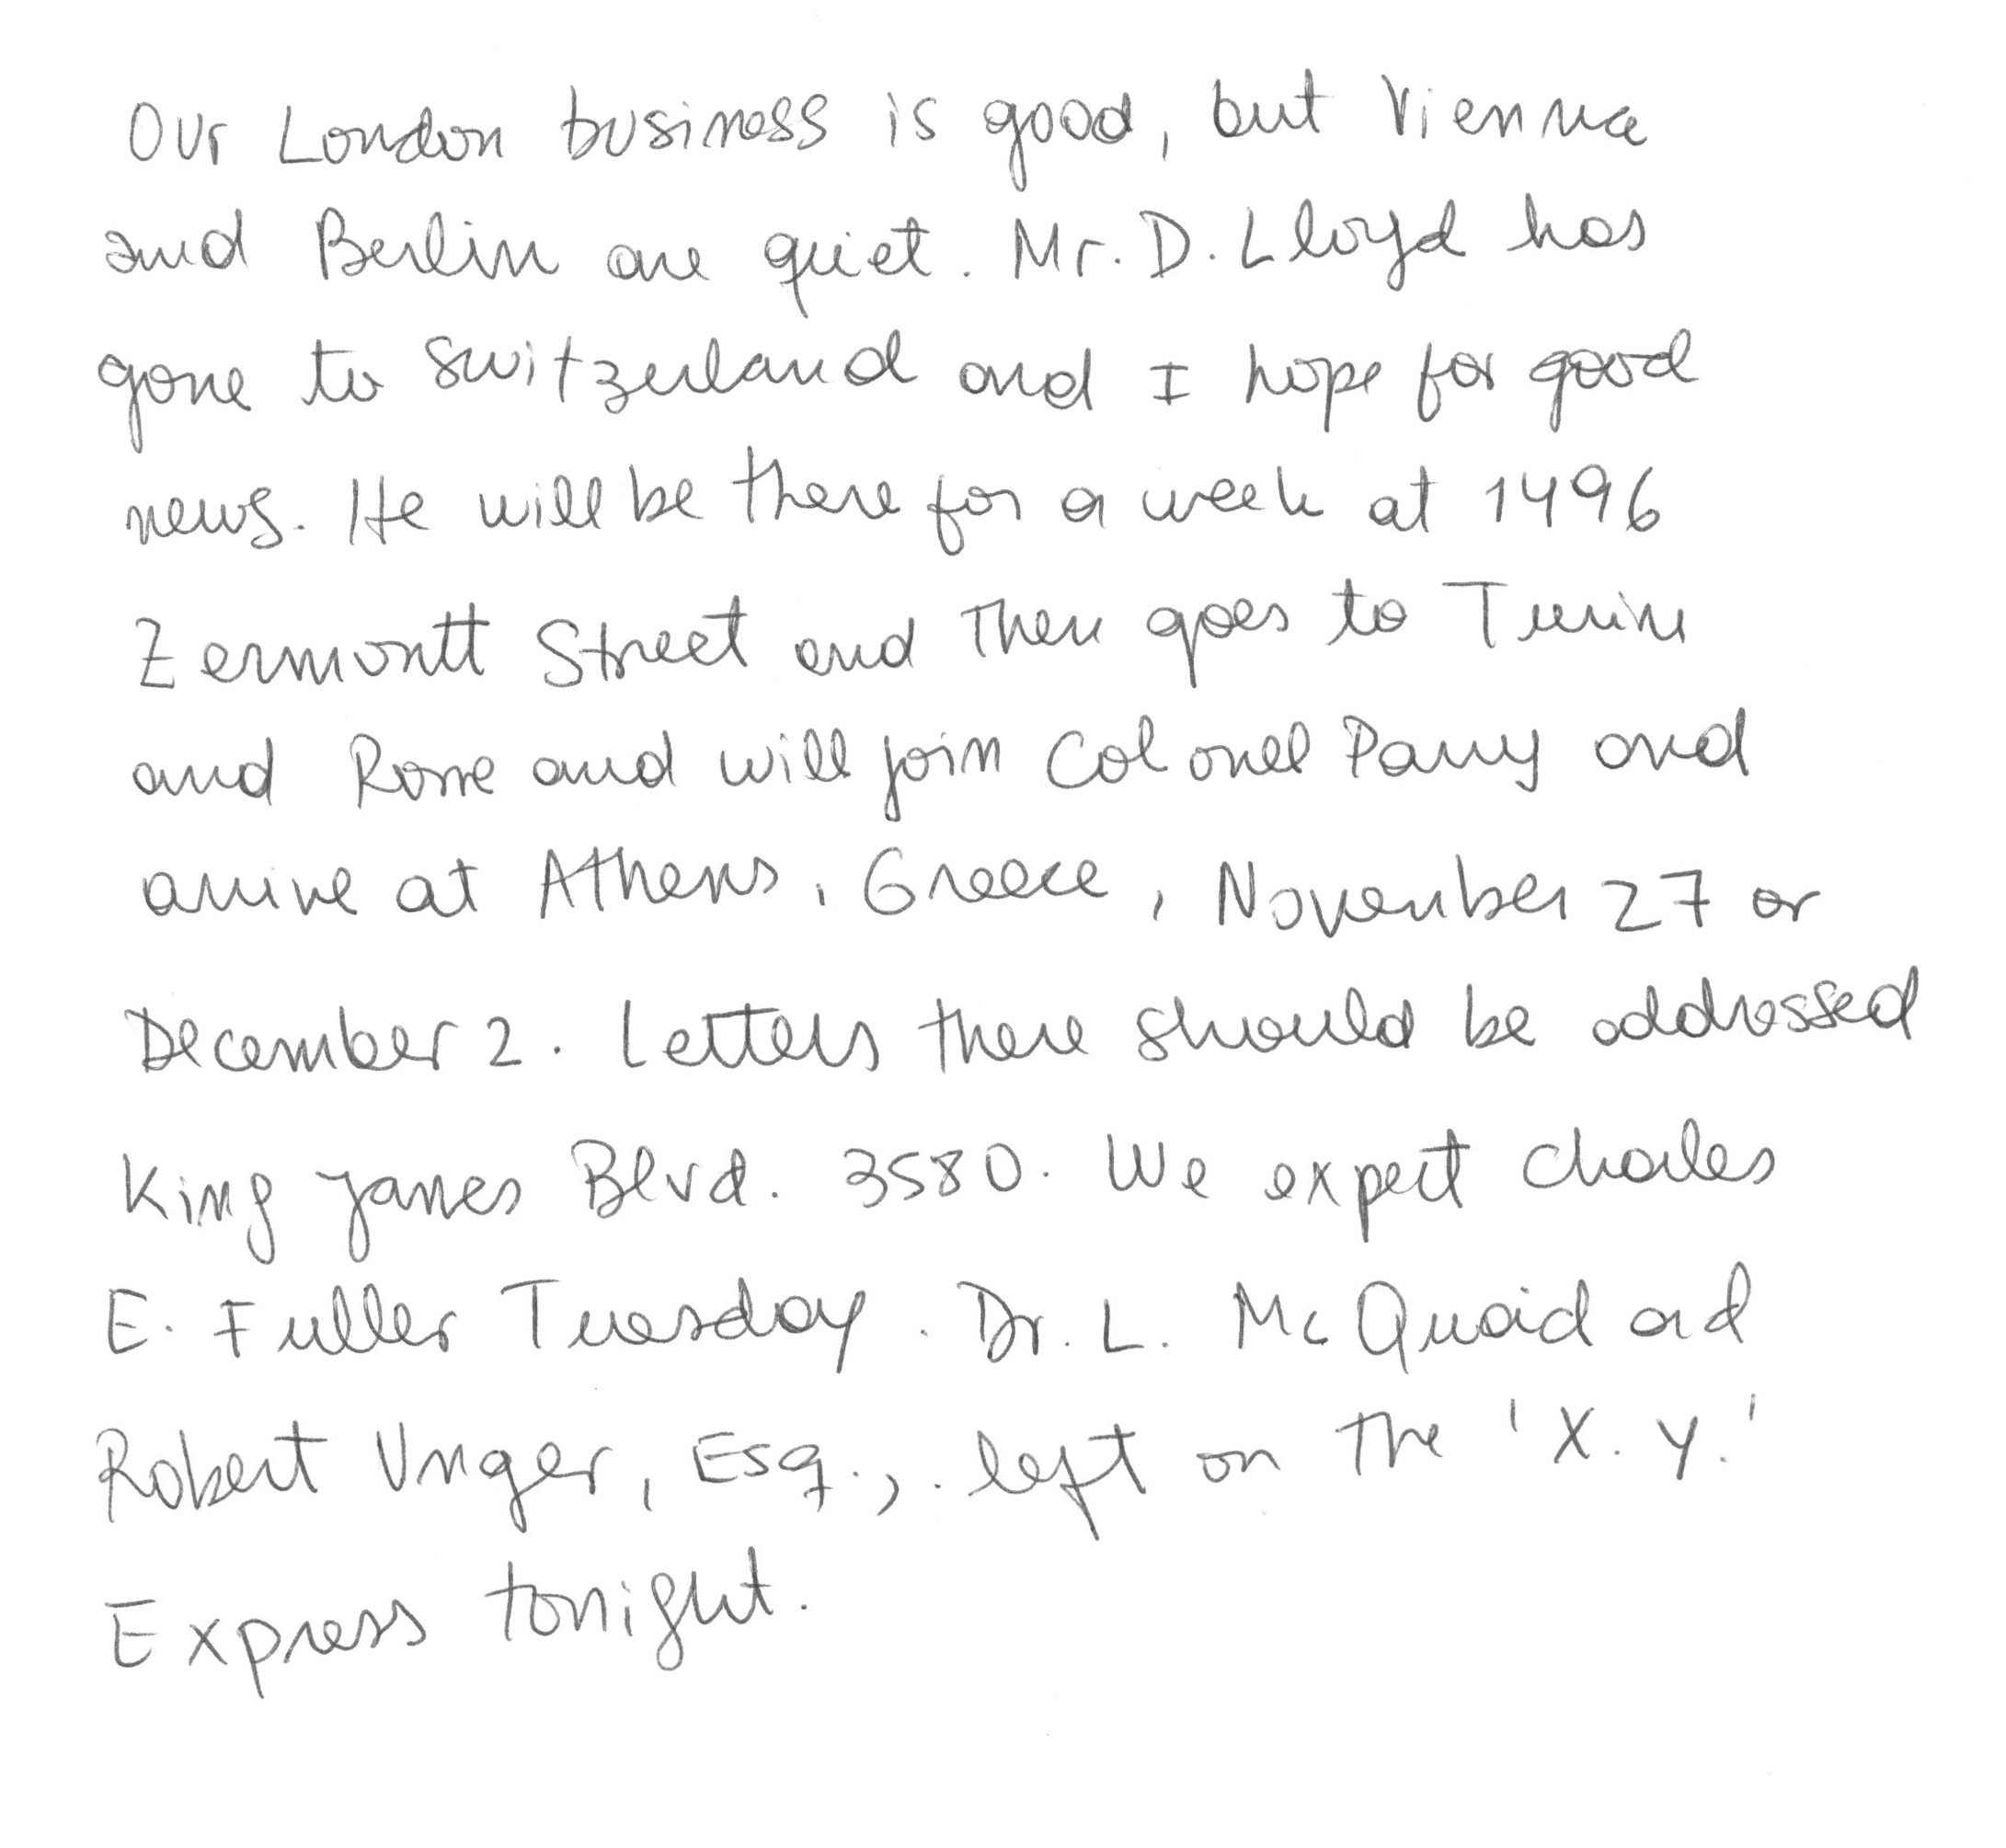 Our London business is good, but Vienna
and Berlin are quiet. Mr. D. Lloyd has
gone to Switzerland and I hope for good
news. He will be there for a week at 1496
Zermontt Street and then goes to Turin
and Rome and will join Colonel Parry and
arrive at Athens, Greece, November 27 or
December 2. Letters there should be addressed
King James Blvd. 3580. We expect Charles
E. Fuller Tuesday. Dr. L. McQuaid ad
Robert Unger, Esq., left on the 'X. Y.'
Express tonight.